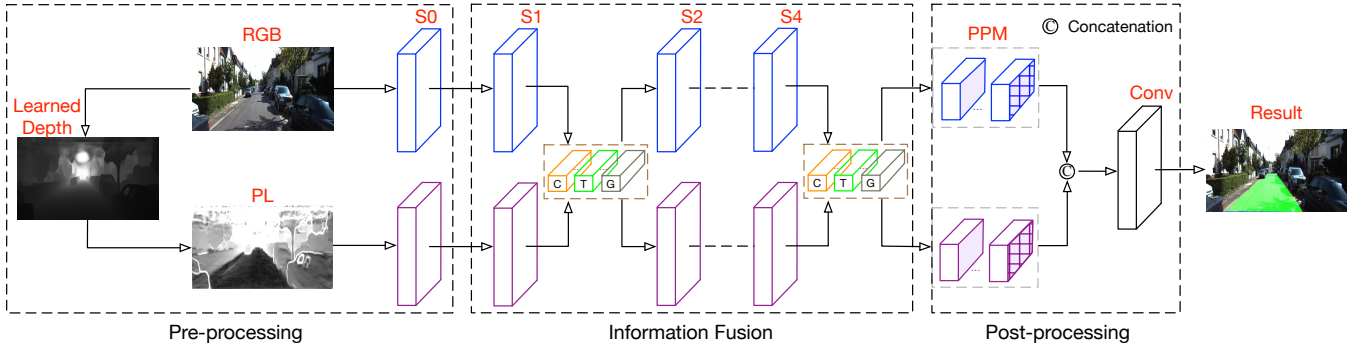 S0
S1
S2
S4
RGB
PPM
© Concatenation
Learned
Depth
Conv
Result
C T G
C T G
PL
©
...
...
Pre-processing
Information Fusion
Post-processing